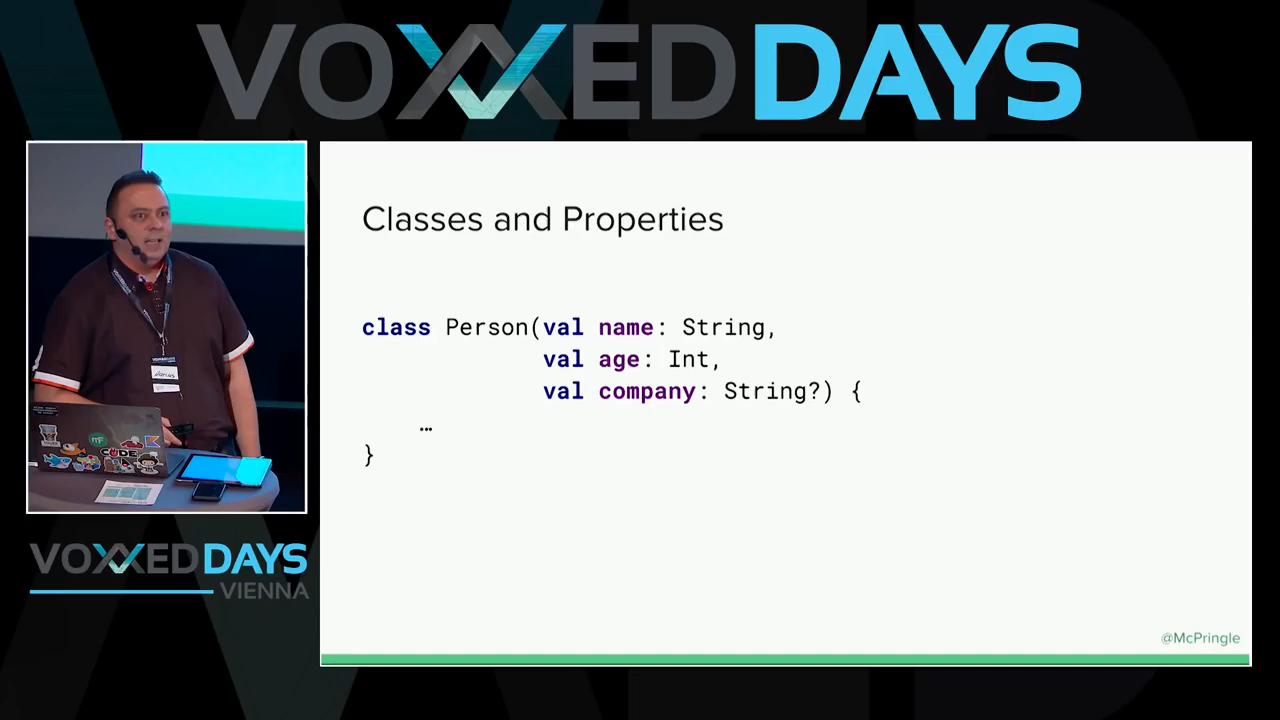 VOXXED DAYS
Classes and Properties
class Person(val name: String,
val age: Int,
val company: String?) {
…
}
@McPringle
VOXXED DAYS
VIENNA
CODE